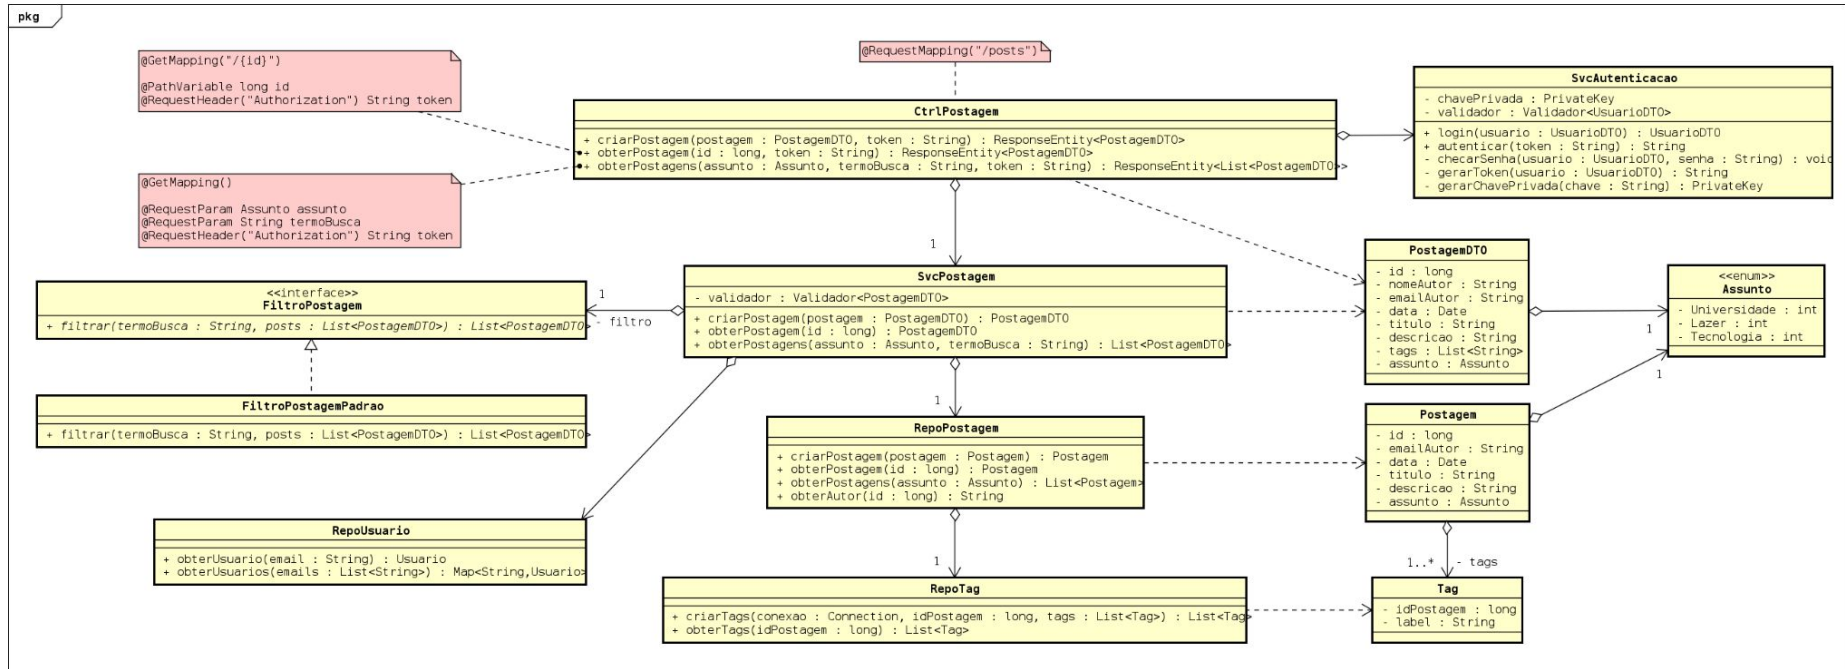 pkg
@RequestMapping("/posts")
@GetMapping("/{id}")
@PathVariable long id
@RequestHeader("Authorization") String token
CtrlPostagem
+ criarPostagem(postagem : PostagemDTO, token : String) : ResponseEntity<PostagemDTO>
+ obterPostagem(id : long, token : String) : ResponseEntity<PostagemDTO>
+ obterPostagens(assunto : Assunto, termoBusca : String, token : String) : ResponseEntity<List<PostagemDTO>>
SvcAutenticacao
- chavePrivada : PrivateKey
- validador : Validador<UsuarioDTO>
+ login(usuario : UsuarioDTO) : UsuarioDTO
+ autenticar(token : String) : String
- checarSenha(usuario : UsuarioDTO, senha : String) : void
- gerarToken(usuario : UsuarioDTO) : String
- gerarChavePrivada(chave : String) : PrivateKey
@GetMapping()
@RequestParam Assunto assunto
@RequestParam String termoBusca
@RequestHeader("Authorization") String token
1
<<interface>>
FiltroPostagem
+ filtrar(termoBusca : String, posts : List<PostagemDTO>) : List<PostagemDTO>
1
- filtro
SvcPostagem
- validador : Validador<PostagemDTO>
+ criarPostagem(postagem : PostagemDTO) : PostagemDTO
+ obterPostagem(id : long) : PostagemDTO
+ obterPostagens(assunto : Assunto, termoBusca : String) : List<PostagemDTO>
PostagemDTO
- id : long
- nomeAutor : String
- emailAutor : String
- data : Date
- titulo : String
- descricao : String
- tags : List<String>
- assunto : Assunto
<<enum>>
Assunto
- Universidade : int
- Lazer : int
- Tecnologia : int
1
1
FiltroPostagemPadrao
+ filtrar(termoBusca : String, posts : List<PostagemDTO>) : List<PostagemDTO>
1
RepoPostagem
+ criarPostagem(postagem : Postagem) : Postagem
+ obterPostagem(id : long) : Postagem
+ obterPostagens(assunto : Assunto) : List<Postagem>
+ obterAutor(id : long) : String
Postagem
- id : long
- emailAutor : String
- data : Date
- titulo : String
- descricao : String
- assunto : Assunto
RepoUsuario
+ obterUsuario(email : String) : Usuario
+ obterUsuarios(emails : List<String>) : Map<String,Usuario>
1
1..*
- tags
RepoTag
+ criarTags(conexao : Connection, idPostagem : long, tags : List<Tag>) : List<Tag>
+ obterTags(idPostagem : long) : List<Tag>
Tag
- idPostagem : long
- label : String